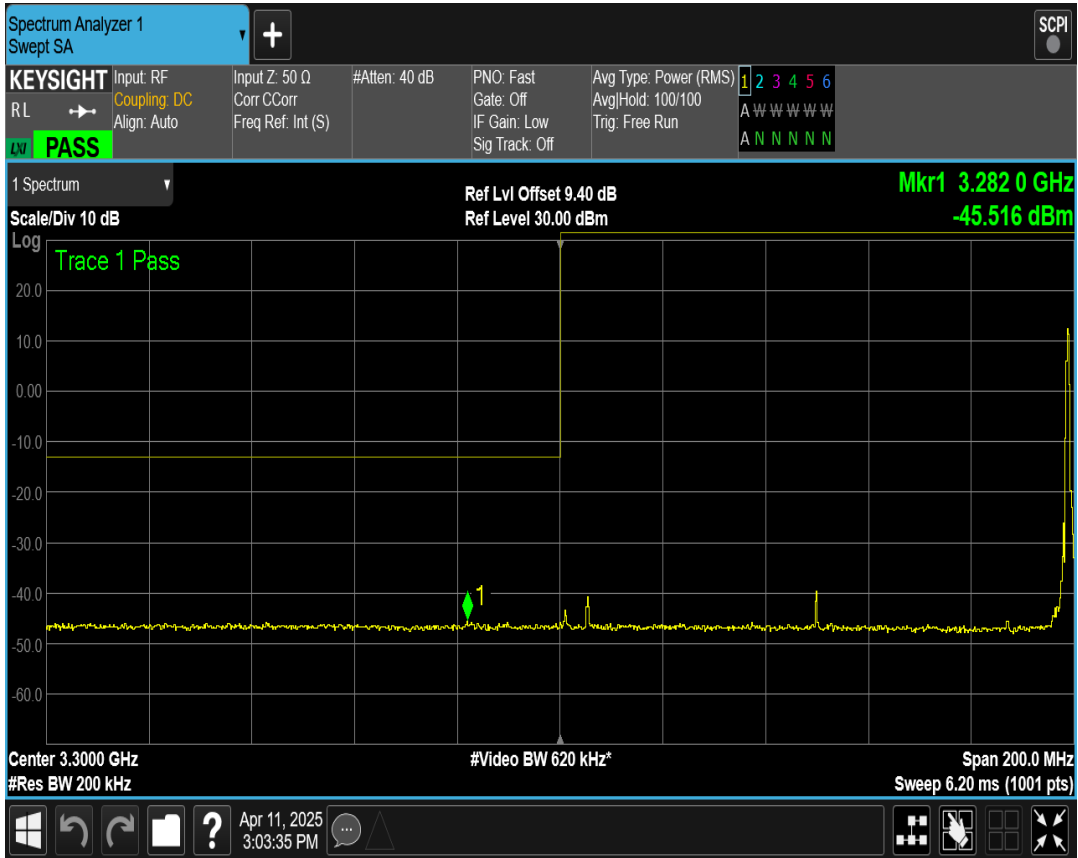 Spectrum Analyzer 1
Swept SA
+
SCPI
KEYSIGHT
RL
LXI PASS
Input: RF
Coupling: DC
Align: Auto
Input Z: 50 Ω
Corr CCorr
Freq Ref: Int (S)
#Atten: 40 dB
PNO: Fast
Gate: Off
IF Gain: Low
Sig Track: Off
Avg Type: Power (RMS)
Avg|Hold: 100/100
Trig: Free Run
1 2 3 4 5 6
A W W W W W
A N N N N N
1 Spectrum
Scale/Div 10 dB
Ref Lvl Offset 9.40 dB
Ref Level 30.00 dBm
Mkr1 3.282 0 GHz
-45.516 dBm
Log
Trace 1 Pass
20.0
10.0
0.00
-10.0
-20.0
-30.0
-40.0
1
-50.0
-60.0
Center 3.3000 GHz
#Res BW 200 kHz
#Video BW 620 kHz*
Span 200.0 MHz
Sweep 6.20 ms (1001 pts)
?
Apr 11, 2025
3:03:35 PM